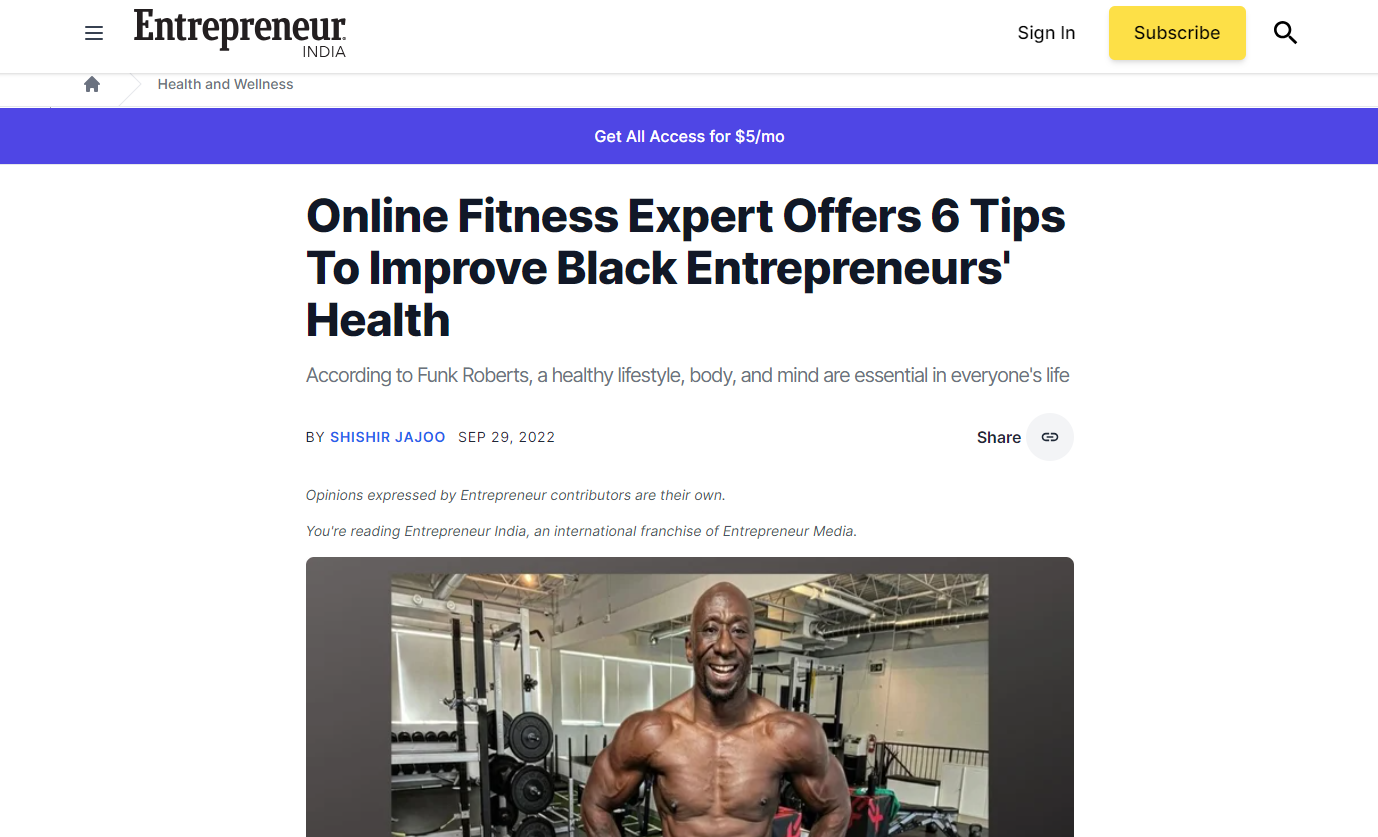 Entrepreneur
INDIA
Sign In
Subscribe
Health and Wellness
Get All Access for $5/mo
Online Fitness Expert Offers 6 Tips
To Improve Black Entrepreneurs'
Health
According to Funk Roberts, a healthy lifestyle, body, and mind are essential in everyone's life
BY SHISHIR JAJOO SEP 29, 2022
Share
Opinions expressed by Entrepreneur contributors are their own.
You're reading Entrepreneur India, an international franchise of Entrepreneur Media.